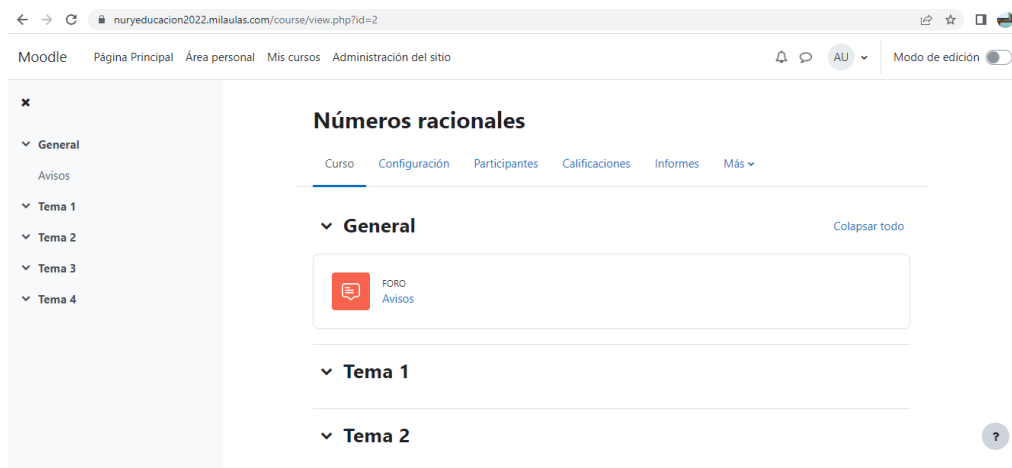 nuryeducacion2022.milaulas.com/course/view.php?id=2
Moodle Página Principal Área personal Mis cursos Administración del sitio AU Modo de edición
General
Avisos
Tema 1
Tema 2
Tema 3
Tema 4
Números racionales
Curso Configuración Participantes Calificaciones Informes Más
General Colapsar todo
FORO
Avisos
Tema 1
Tema 2
?